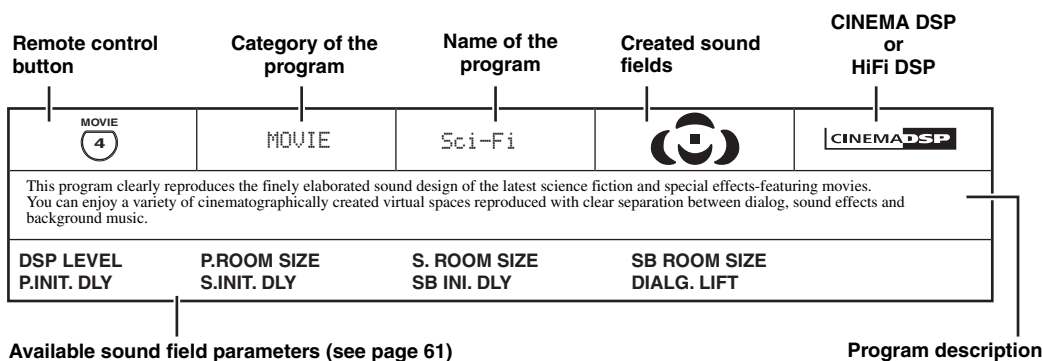 Remote control
button
Category of the
program
Name of the
program
Created sound
fields
CINEMA DSP
or
HiFi DSP
MOVIE
4
MOVIE
Sci-Fi
CINEMA DSP
This program clearly reproduces the finely elaborated sound design of the latest science fiction and special effects-featuring movies.
You can enjoy a variety of cinematographically created virtual spaces reproduced with clear separation between dialog, sound effects and
background music.
DSP LEVEL P.ROOM SIZE S. ROOM SIZE SB ROOM SIZE
P.INIT. DLY S.INIT. DLY SB INI. DLY DIALG. LIFT
Available sound field parameters (see page 61)
Program description